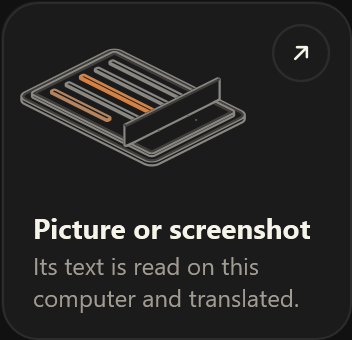 Picture or screenshot
Its text is read on this
computer and translated.